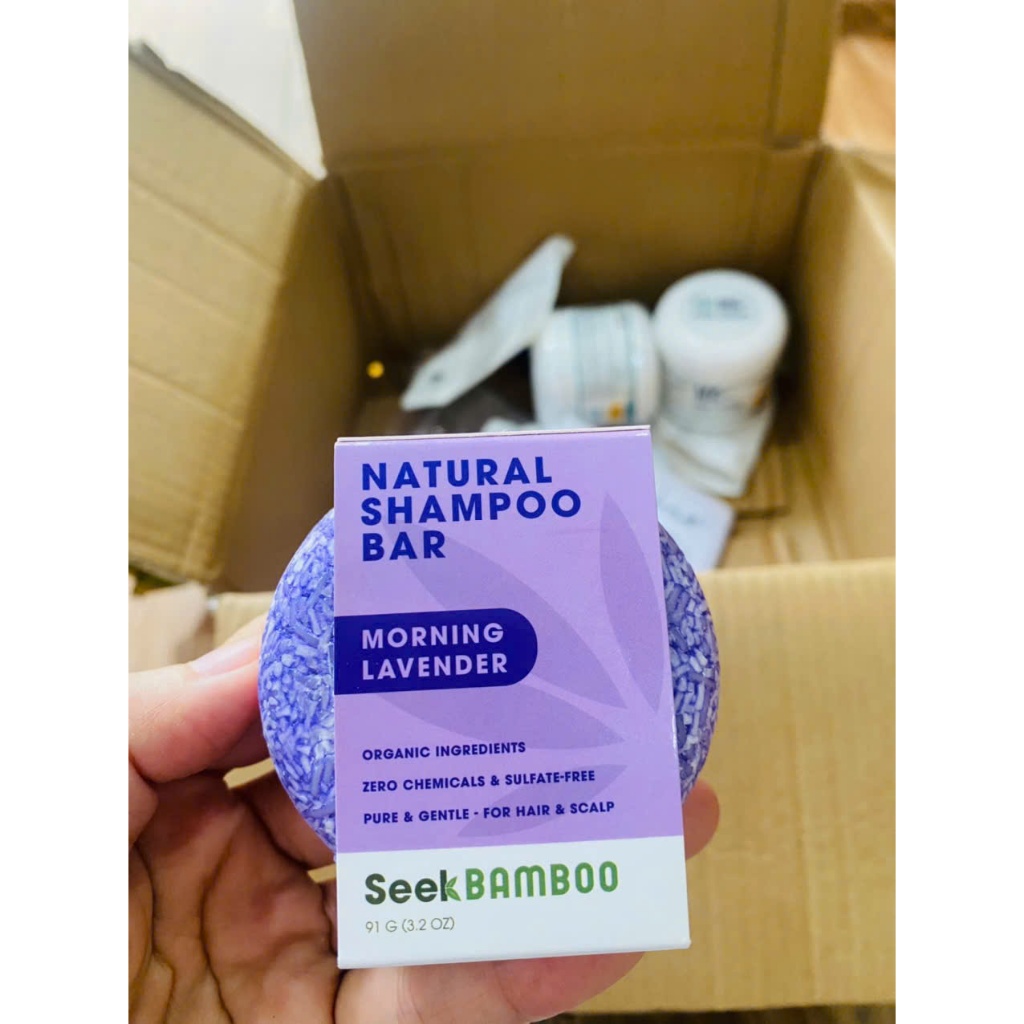 NATURAL
SHAMPOO
BAR
MORNING
LAVENDER
ORGANIC INGREDIENTS
ZERO CHEMICALS & SULFATE-FREE
PURE & GENTLE - FOR HAIR & SCALP
SeekBAMBOO
91 G (3.2 OZ)